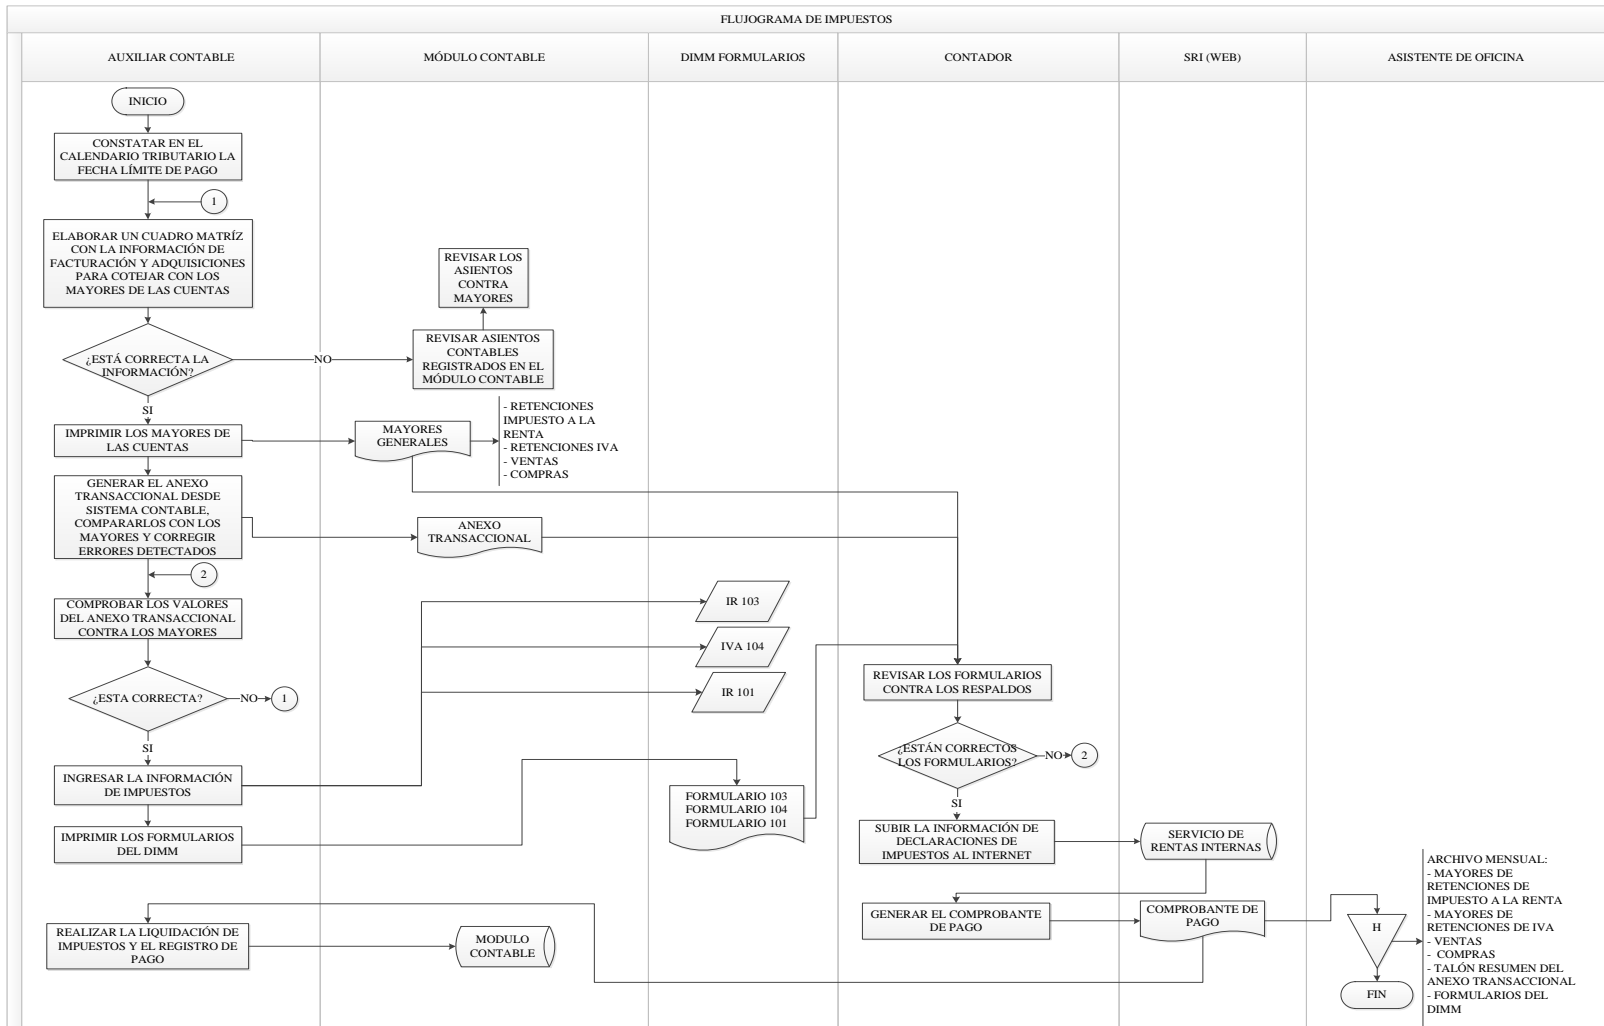 FLUJOGRAMA DE IMPUESTOS
AUXILIAR CONTABLE
MÓDULO CONTABLE
DIMM FORMULARIOS
CONTADOR
SRI (WEB)
ASISTENTE DE OFICINA
INICIO
CONSTATAR EN EL
CALENDARIO TRIBUTARIO LA
FECHA LÍMITE DE PAGO
1
ELABORAR UN CUADRO MATRÍZ
CON LA INFORMACIÓN DE
FACTURACIÓN Y ADQUISICIONES
PARA COTEJAR CON LOS
MAYORES DE LAS CUENTAS
REVISAR LOS
ASIENTOS
CONTRA
MAYORES
¿ESTÁ CORRECTA LA
INFORMACIÓN?
NO
REVISAR ASIENTOS
CONTABLES
REGISTRADOS EN EL
MÓDULO CONTABLE
SI
IMPRIMIR LOS MAYORES DE
LAS CUENTAS
MAYORES
GENERALES
- RETENCIONES
IMPUESTO A LA
RENTA
- RETENCIONES IVA
- VENTAS
- COMPRAS
GENERAR EL ANEXO
TRANSACCIONAL DESDE
SISTEMA CONTABLE,
COMPARARLOS CON LOS
MAYORES Y CORREGIR
ERRORES DETECTADOS
ANEXO
TRANSACCIONAL
2
COMPROBAR LOS VALORES
DEL ANEXO TRANSACCIONAL
CONTRA LOS MAYORES
IR 103
IVA 104
IR 101
¿ESTA CORRECTA?
NO
1
REVISAR LOS FORMULARIOS
CONTRA LOS RESPALDOS
SI
¿ESTÁN CORRECTOS
LOS FORMULARIOS?
NO
2
INGRESAR LA INFORMACIÓN
DE IMPUESTOS
FORMULARIO 103
FORMULARIO 104
FORMULARIO 101
SI
IMPRIMIR LOS FORMULARIOS
DEL DIMM
SUBIR LA INFORMACIÓN DE
DECLARACIONES DE
IMPUESTOS AL INTERNET
SERVICIO DE
RENTAS INTERNAS
GENERAR EL COMPROBANTE
DE PAGO
COMPROBANTE DE
PAGO
H
ARCHIVO MENSUAL:
- MAYORES DE
RETENCIONES DE
IMPUESTO A LA RENTA
- MAYORES DE
RETENCIONES DE IVA
- VENTAS
- COMPRAS
- TALÓN RESUMEN DEL
ANEXO TRANSACCIONAL
- FORMULARIOS DEL
DIMM
REALIZAR LA LIQUIDACIÓN DE
IMPUESTOS Y EL REGISTRO DE
PAGO
MODULO
CONTABLE
FIN